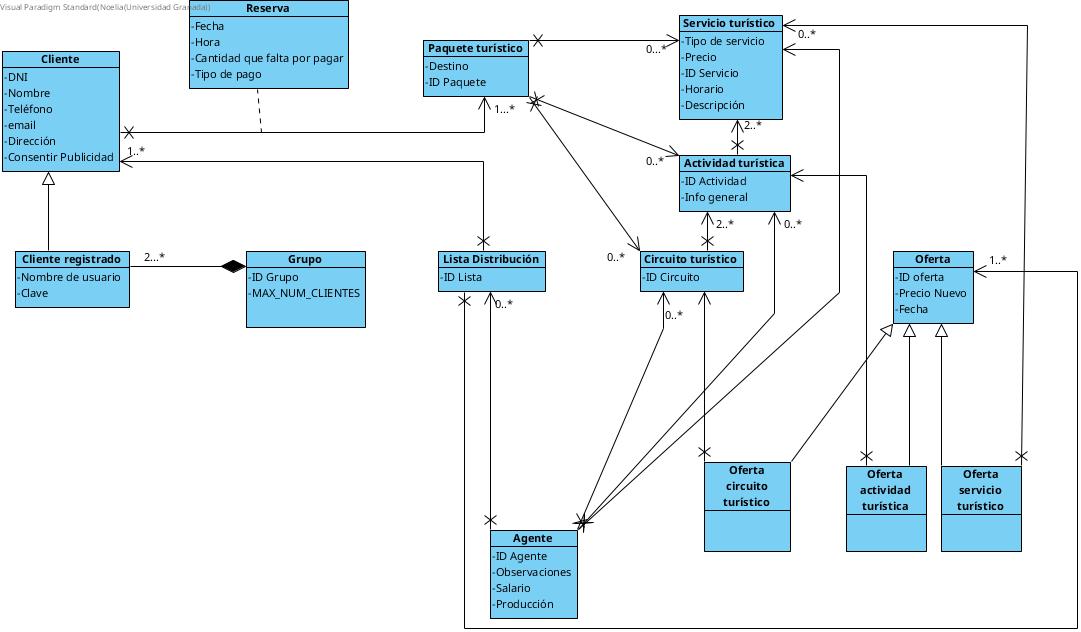 Visual Paradigm Standard(Noelia(Universidad Granada))
Reserva
-Fecha
-Hora
-Cantidad que falta por pagar
-Tipo de pago
Cliente
-DNI
-Nombre
-Teléfono
-email
-Dirección
-Consentir Publicidad
1..*
Paquete turístico
-Destino
-ID Paquete
1...*
0...*
Servicio turístico
-Tipo de servicio
-Precio
-ID Servicio
-Horario
-Descripción
0..*
2..*
0..*
Actividad turística
-ID Actividad
-Info general
2..*
0..*
Cliente registrado
-Nombre de usuario
-Clave
2...*
Grupo
-ID Grupo
-MAX_NUM_CLIENTES
Lista Distribución
-ID Lista
0..*
0..*
Circuito turístico
-ID Circuito
0..*
Oferta
-ID oferta
-Precio Nuevo
-Fecha
1..*
Agente
-ID Agente
-Observaciones
-Salario
-Producción
Oferta
circuito
turístico
Oferta
actividad
turística
Oferta
servicio
turístico